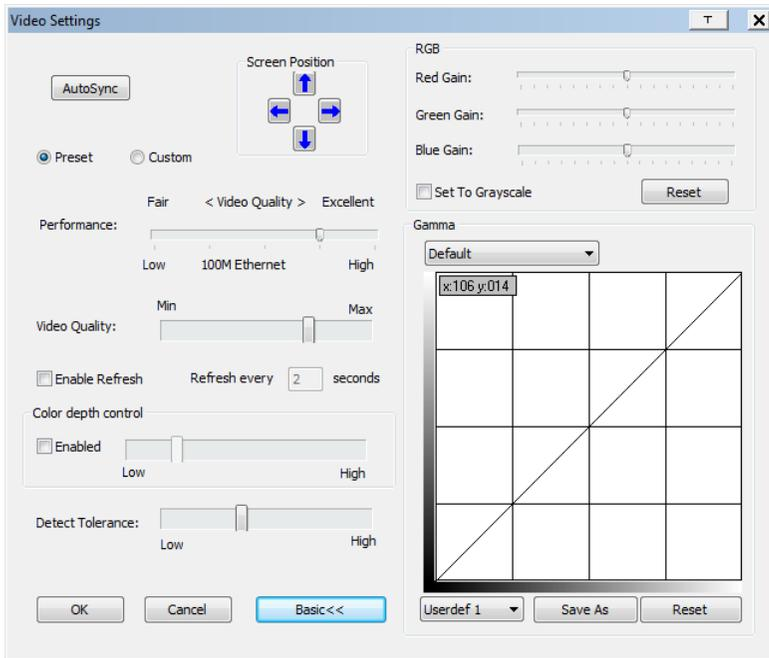 Video Settings
T X
AutoSync
Screen Position
Preset
Custom
Fair < Video Quality > Excellent
Performance:
Low 100M Ethernet High
Min Max
Video Quality:
Enable Refresh Refresh every 2 seconds
Color depth control
Enabled
Low High
Detect Tolerance:
Low High
OK Cancel Basic<<
RGB
Red Gain:
Green Gain:
Blue Gain:
Set To Grayscale Reset
Gamma
Default
x:106 y:014
Userdef 1 Save As Reset